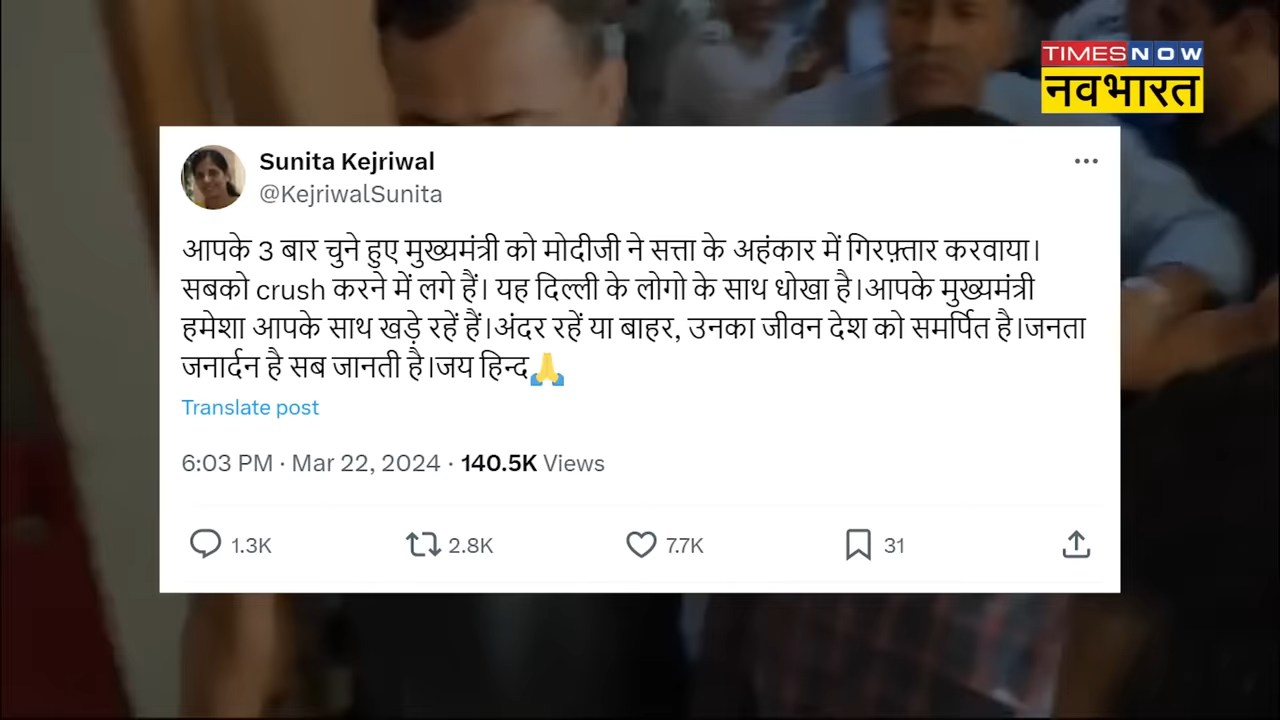 TIMES NOW
नवभारत
Sunita Kejriwal
@KejriwalSunita
आपके 3 बार चुने हुए मुख्यमंत्री को मोदीजी ने सत्ता के अहंकार में गिरफ़्तार करवाया।
सबको crush करने में लगे हैं। यह दिल्ली के लोगो के साथ धोखा है।आपके मुख्यमंत्री
हमेशा आपके साथ खड़े रहें हैं।अंदर रहें या बाहर, उनका जीवन देश को समर्पित है।जनता
जनार्दन है सब जानती है।जय हिन्द🙏
Translate post
6:03 PM · Mar 22, 2024 · 140.5K Views
1.3K 2.8K 7.7K 31